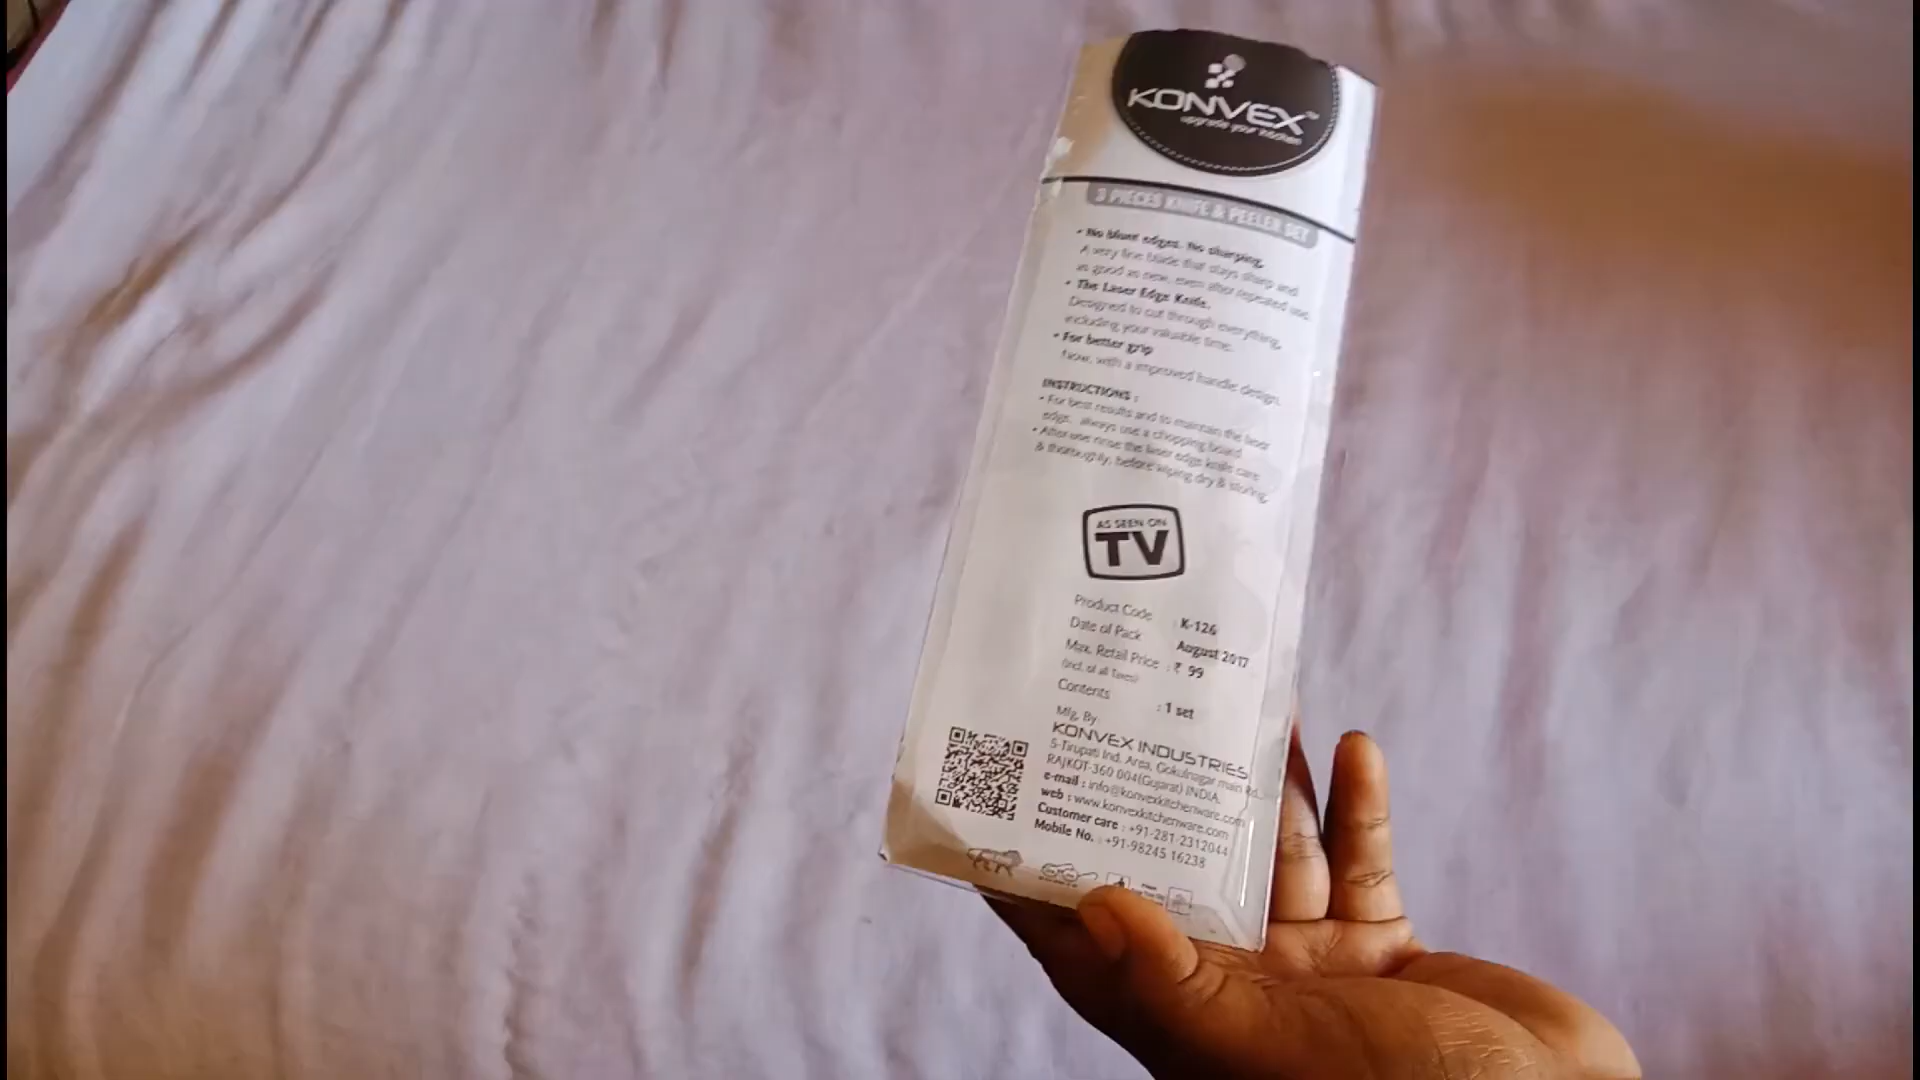 KONVEX™
upgrade your kitchen
3 PIECES KNIFE & PEELER SET
• No blunt edges. No sharping.
A very fine blade that stays sharp and
as good as new, even after repeated use.
• The Laser Edge Knife.
Designed to cut through everything,
including your valuable time.
• For better grip
Now, with a improved handle design.
INSTRUCTIONS :
• For best results and to maintain the laser
edge, always use a chopping board
• After use rinse the laser edge knife care
& thoroughly, before wiping dry & storing.
AS SEEN ON
TV
Product Code : K-126
Date of Pack August 2017
Max. Retail Price : ₹ 99
(incl. of all Taxes)
Contents : 1 set
Mfg. By
KONVEX INDUSTRIES
5-Tirupati Ind. Area, Gokulnagar main Rd.,
RAJKOT-360 004(Gujarat) INDIA.
e-mail : info@konvexkitchenware.com
web : www.konvexkitchenware.com
Customer care : +91-281-2312044
Mobile No. : +91-98245 16238